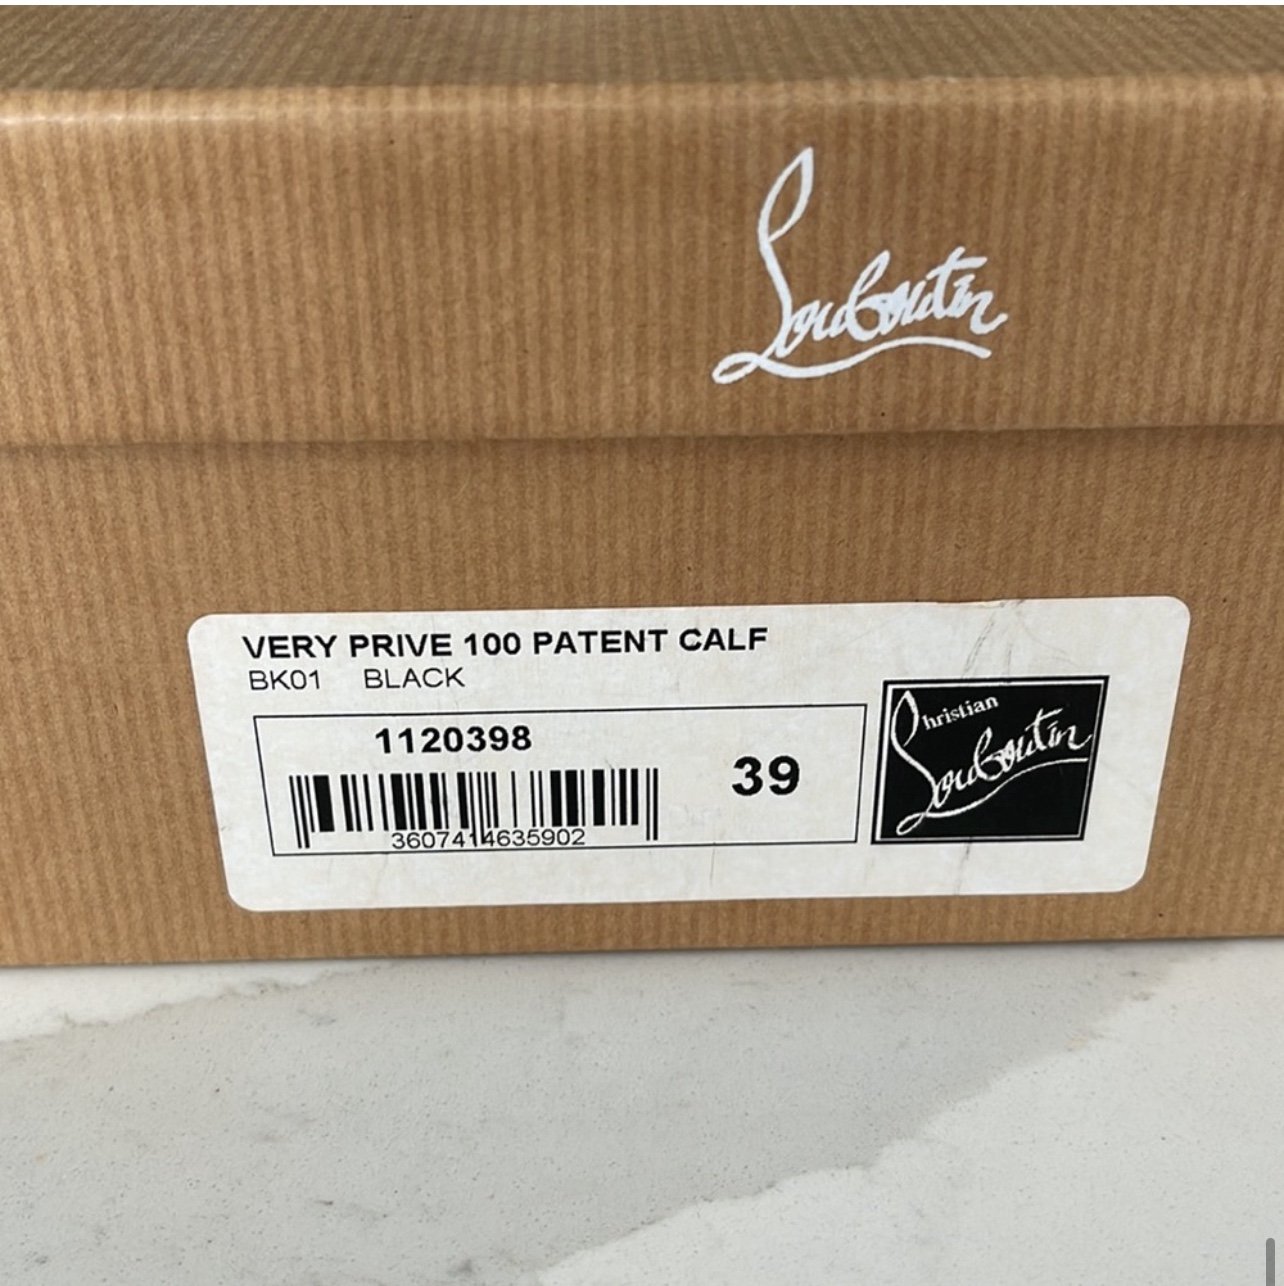 Louboutin
VERY PRIVE 100 PATENT CALF
BK01 BLACK
1120398
39
3607414635902
Christian
Louboutin